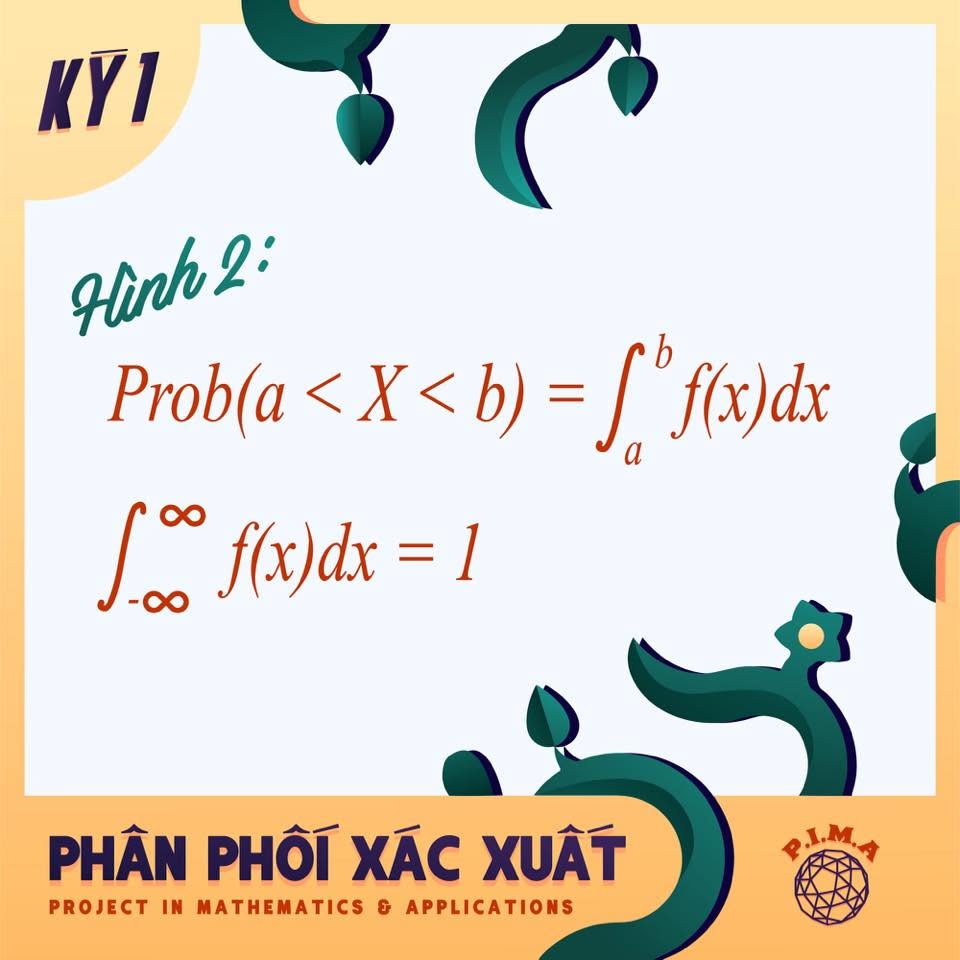 KỲ 1
Hình 2:
Prob(a < X < b) = ∫_a^b f(x)dx
∫_-∞^∞ f(x)dx = 1
PHÂN PHỐI XÁC XUẤT
PROJECT IN MATHEMATICS & APPLICATIONS
P.I.M.A